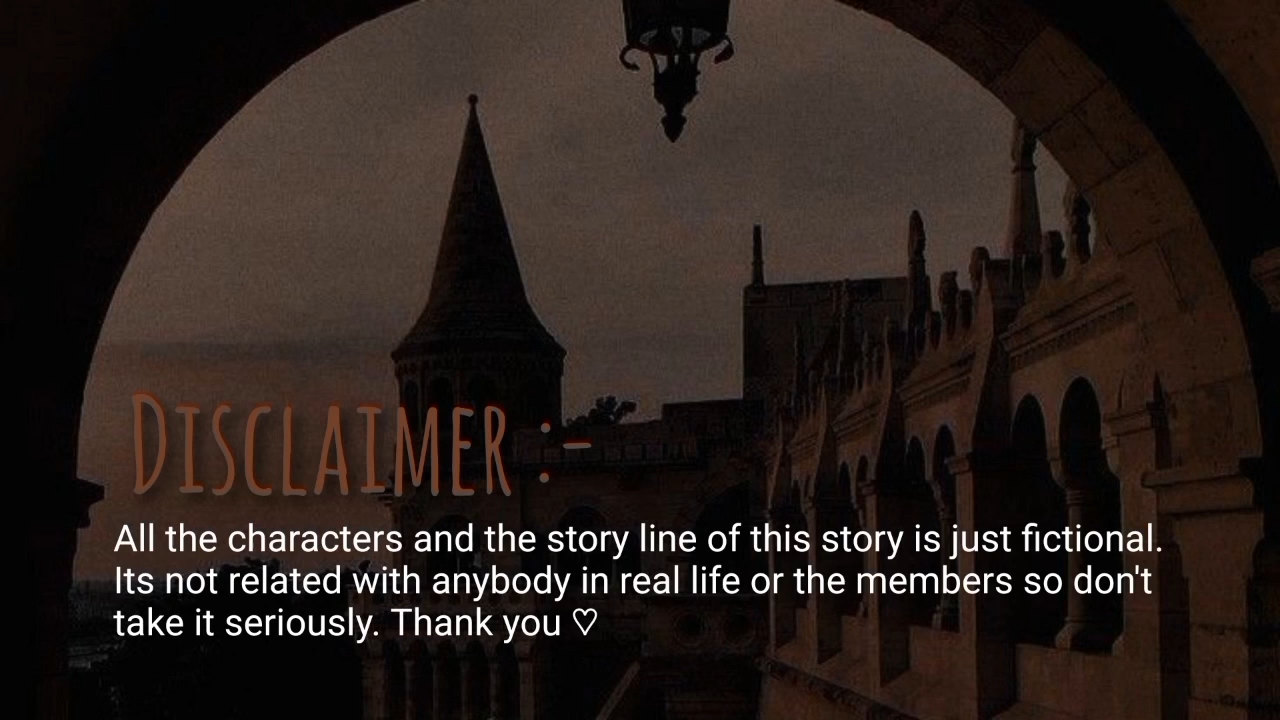 Disclaimer :-
All the characters and the story line of this story is just fictional.
Its not related with anybody in real life or the members so don't
take it seriously. Thank you ♡